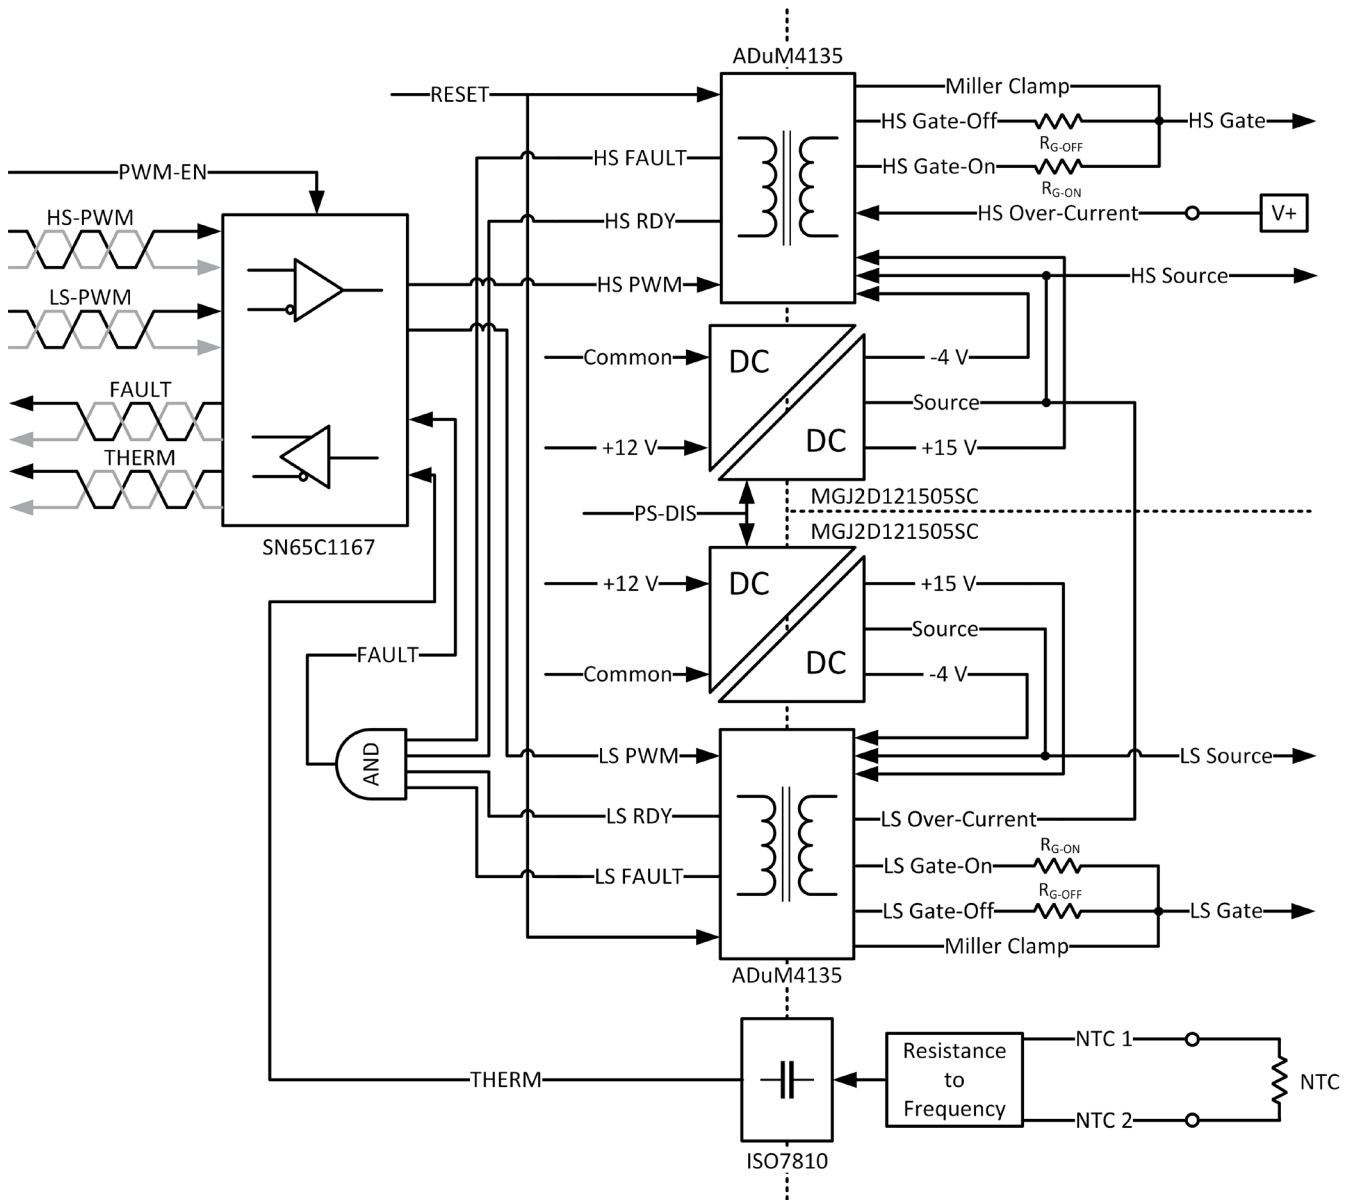 ADuM4135
RESET
Miller Clamp
HS Gate-Off
HS Gate
RG-OFF
HS FAULT
HS Gate-On
RG-ON
PWM-EN
HS-PWM
HS RDY
HS Over-Current
V+
HS PWM
HS Source
LS-PWM
Common
DC
-4 V
FAULT
Source
+12 V
DC
+15 V
THERM
MGJ2D121505SC
PS-DIS
MGJ2D121505SC
SN65C1167
+12 V
DC
+15 V
Source
FAULT
Common
DC
-4 V
AND
LS PWM
LS Source
LS RDY
LS Over-Current
RG-ON
LS FAULT
LS Gate-On
RG-OFF
LS Gate-Off
LS Gate
Miller Clamp
ADuM4135
NTC 1
Resistance
to
Frequency
THERM
NTC
NTC 2
ISO7810